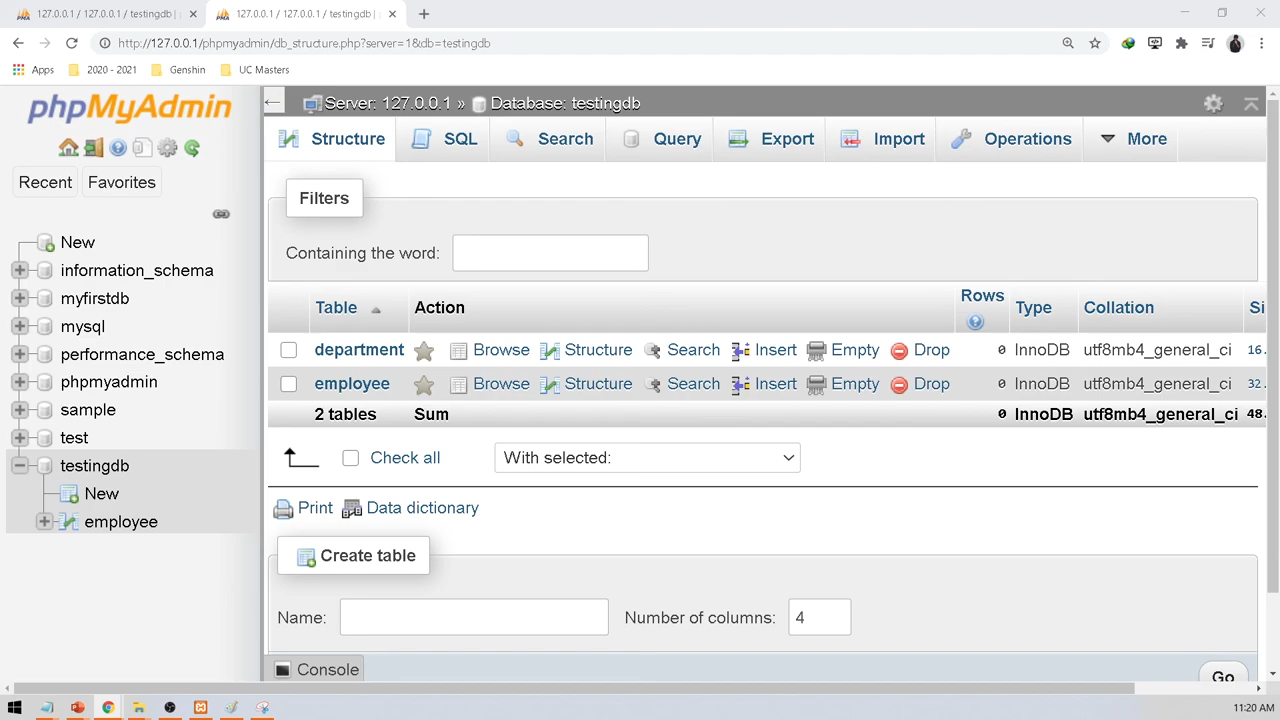 127.0.0.1 / 127.0.0.1 / testingdb |
127.0.0.1 / 127.0.0.1 / testingdb |
http://127.0.0.1/phpmyadmin/db_structure.php?server=1&db=testingdb
Apps 2020 - 2021 Genshin UC Masters
phpMyAdmin
Recent Favorites
New
information_schema
myfirstdb
mysql
performance_schema
phpmyadmin
sample
test
testingdb
New
employee
Server: 127.0.0.1 » Database: testingdb
Structure SQL Search Query Export Import Operations More
Filters
Containing the word:
Table Action Rows Type Collation Si
department Browse Structure Search Insert Empty Drop 0 InnoDB utf8mb4_general_ci 16.
employee Browse Structure Search Insert Empty Drop 0 InnoDB utf8mb4_general_ci 32.
2 tables Sum 0 InnoDB utf8mb4_general_ci 48.
Check all With selected:
Print Data dictionary
Create table
Name: Number of columns: 4
Console
Go
11:20 AM